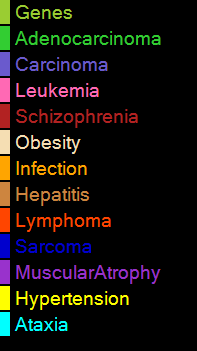 Genes
Adenocarcinoma
Carcinoma
Leukemia
Schizophrenia
Obesity
Infection
Hepatitis
Lymphoma
Sarcoma
MuscularAtrophy
Hypertension
Ataxia